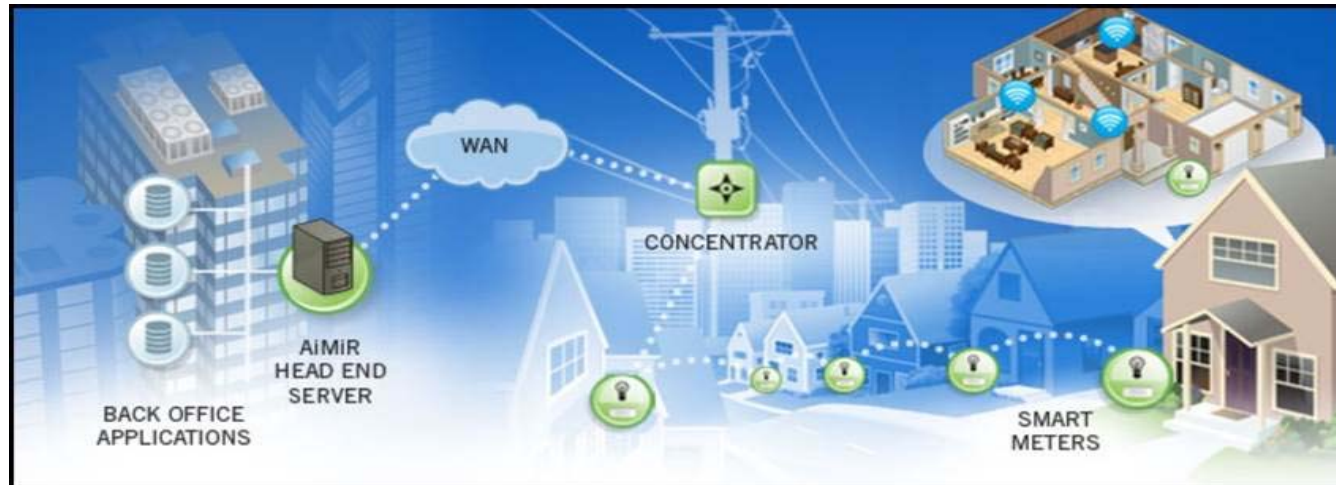 WAN
CONCENTRATOR
AiMiR
HEAD END
SERVER
BACK OFFICE
APPLICATIONS
SMART
METERS